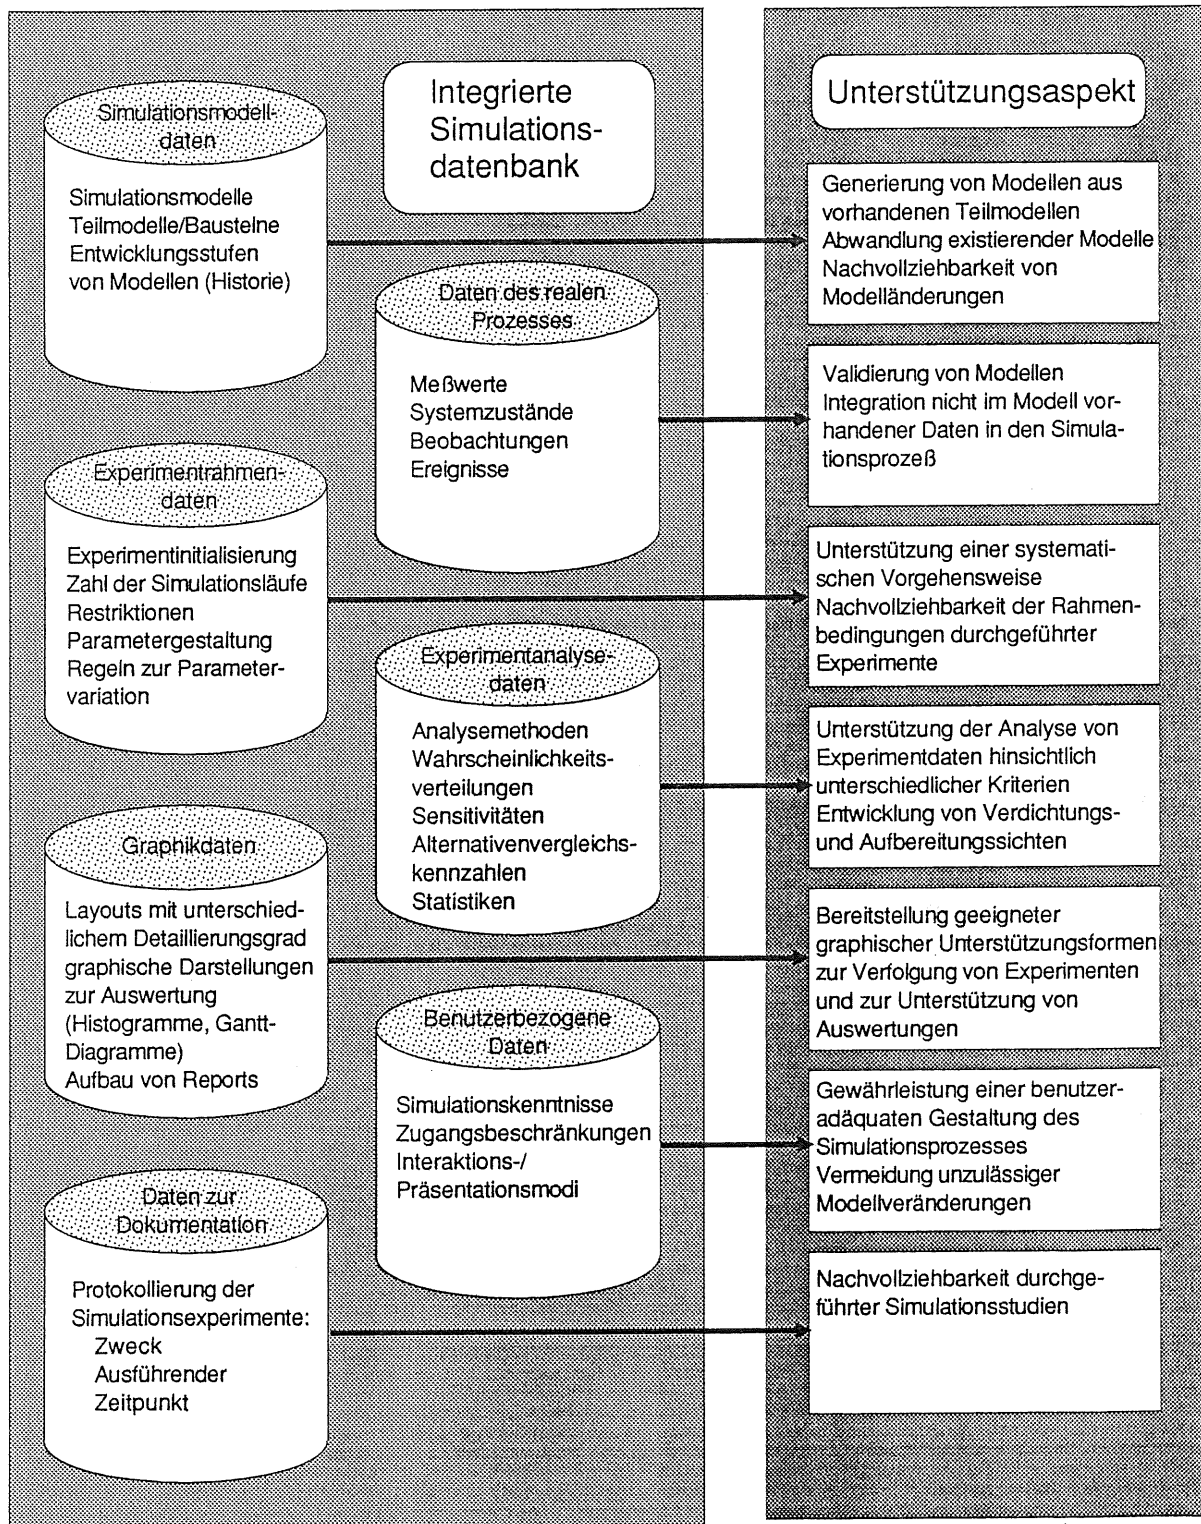 Integrierte
Simulations-
datenbank
Unterstützungsaspekt
Simulationsmodell-
daten
Simulationsmodelle
Teilmodelle/Baustelne
Entwicklungsstufen
von Modellen (Historie)
Generierung von Modellen aus
vorhandenen Teilmodellen
Abwandlung existierender Modelle
Nachvollziehbarkeit von
Modelländerungen
Daten des realen
Prozesses
Meßwerte
Systemzustände
Beobachtungen
Ereignisse
Validierung von Modellen
Integration nicht im Modell vor-
handener Daten in den Simula-
tionsprozeß
Experimentrahmen-
daten
Experimentinitialisierung
Zahl der Simulationsläufe
Restriktionen
Parametergestaltung
Regeln zur Parameter-
variation
Unterstützung einer systemati-
schen Vorgehensweise
Nachvollziehbarkeit der Rahmen-
bedingungen durchgeführter
Experimente
Experimentanalyse-
daten
Analysemethoden
Wahrscheinlichkeits-
verteilungen
Sensitivitäten
Alternativenvergleichs-
kennzahlen
Statistiken
Unterstützung der Analyse von
Experimentdaten hinsichtlich
unterschiedlicher Kriterien
Entwicklung von Verdichtungs-
und Aufbereitungssichten
Graphikdaten
Layouts mit unterschied-
lichem Detaillierungsgrad
graphische Darstellungen
zur Auswertung
(Histogramme, Gantt-
Diagramme)
Aufbau von Reports
Bereitstellung geeigneter
graphischer Unterstützungsformen
zur Verfolgung von Experimenten
und zur Unterstützung von
Auswertungen
Benutzerbezogene
Daten
Simulationskenntnisse
Zugangsbeschränkungen
Interaktions-/
Präsentationsmodi
Gewährleistung einer benutzer-
adäquaten Gestaltung des
Simulationsprozesses
Vermeidung unzulässiger
Modellveränderungen
Daten zur
Dokumentation
Protokollierung der
Simulationsexperimente:
Zweck
Ausführender
Zeitpunkt
Nachvollziehbarkeit durchge-
führter Simulationsstudien